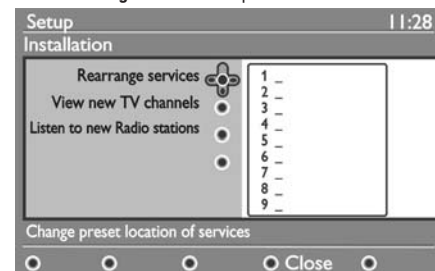 Setup 11:28
Installation
Rearrange services
View new TV channels
Listen to new Radio stations
1 _
2 _
3 _
4 _
5 _
6 _
7 _
8 _
9 _
Change preset location of services
Close